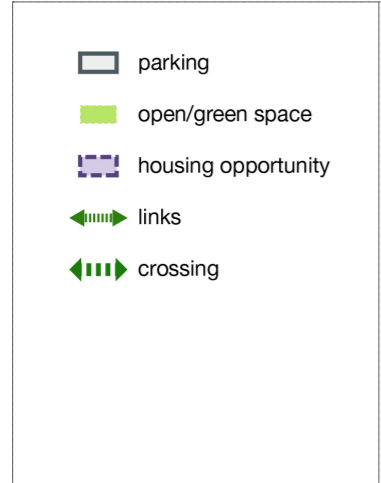 parking
open/green space
housing opportunity
links
crossing